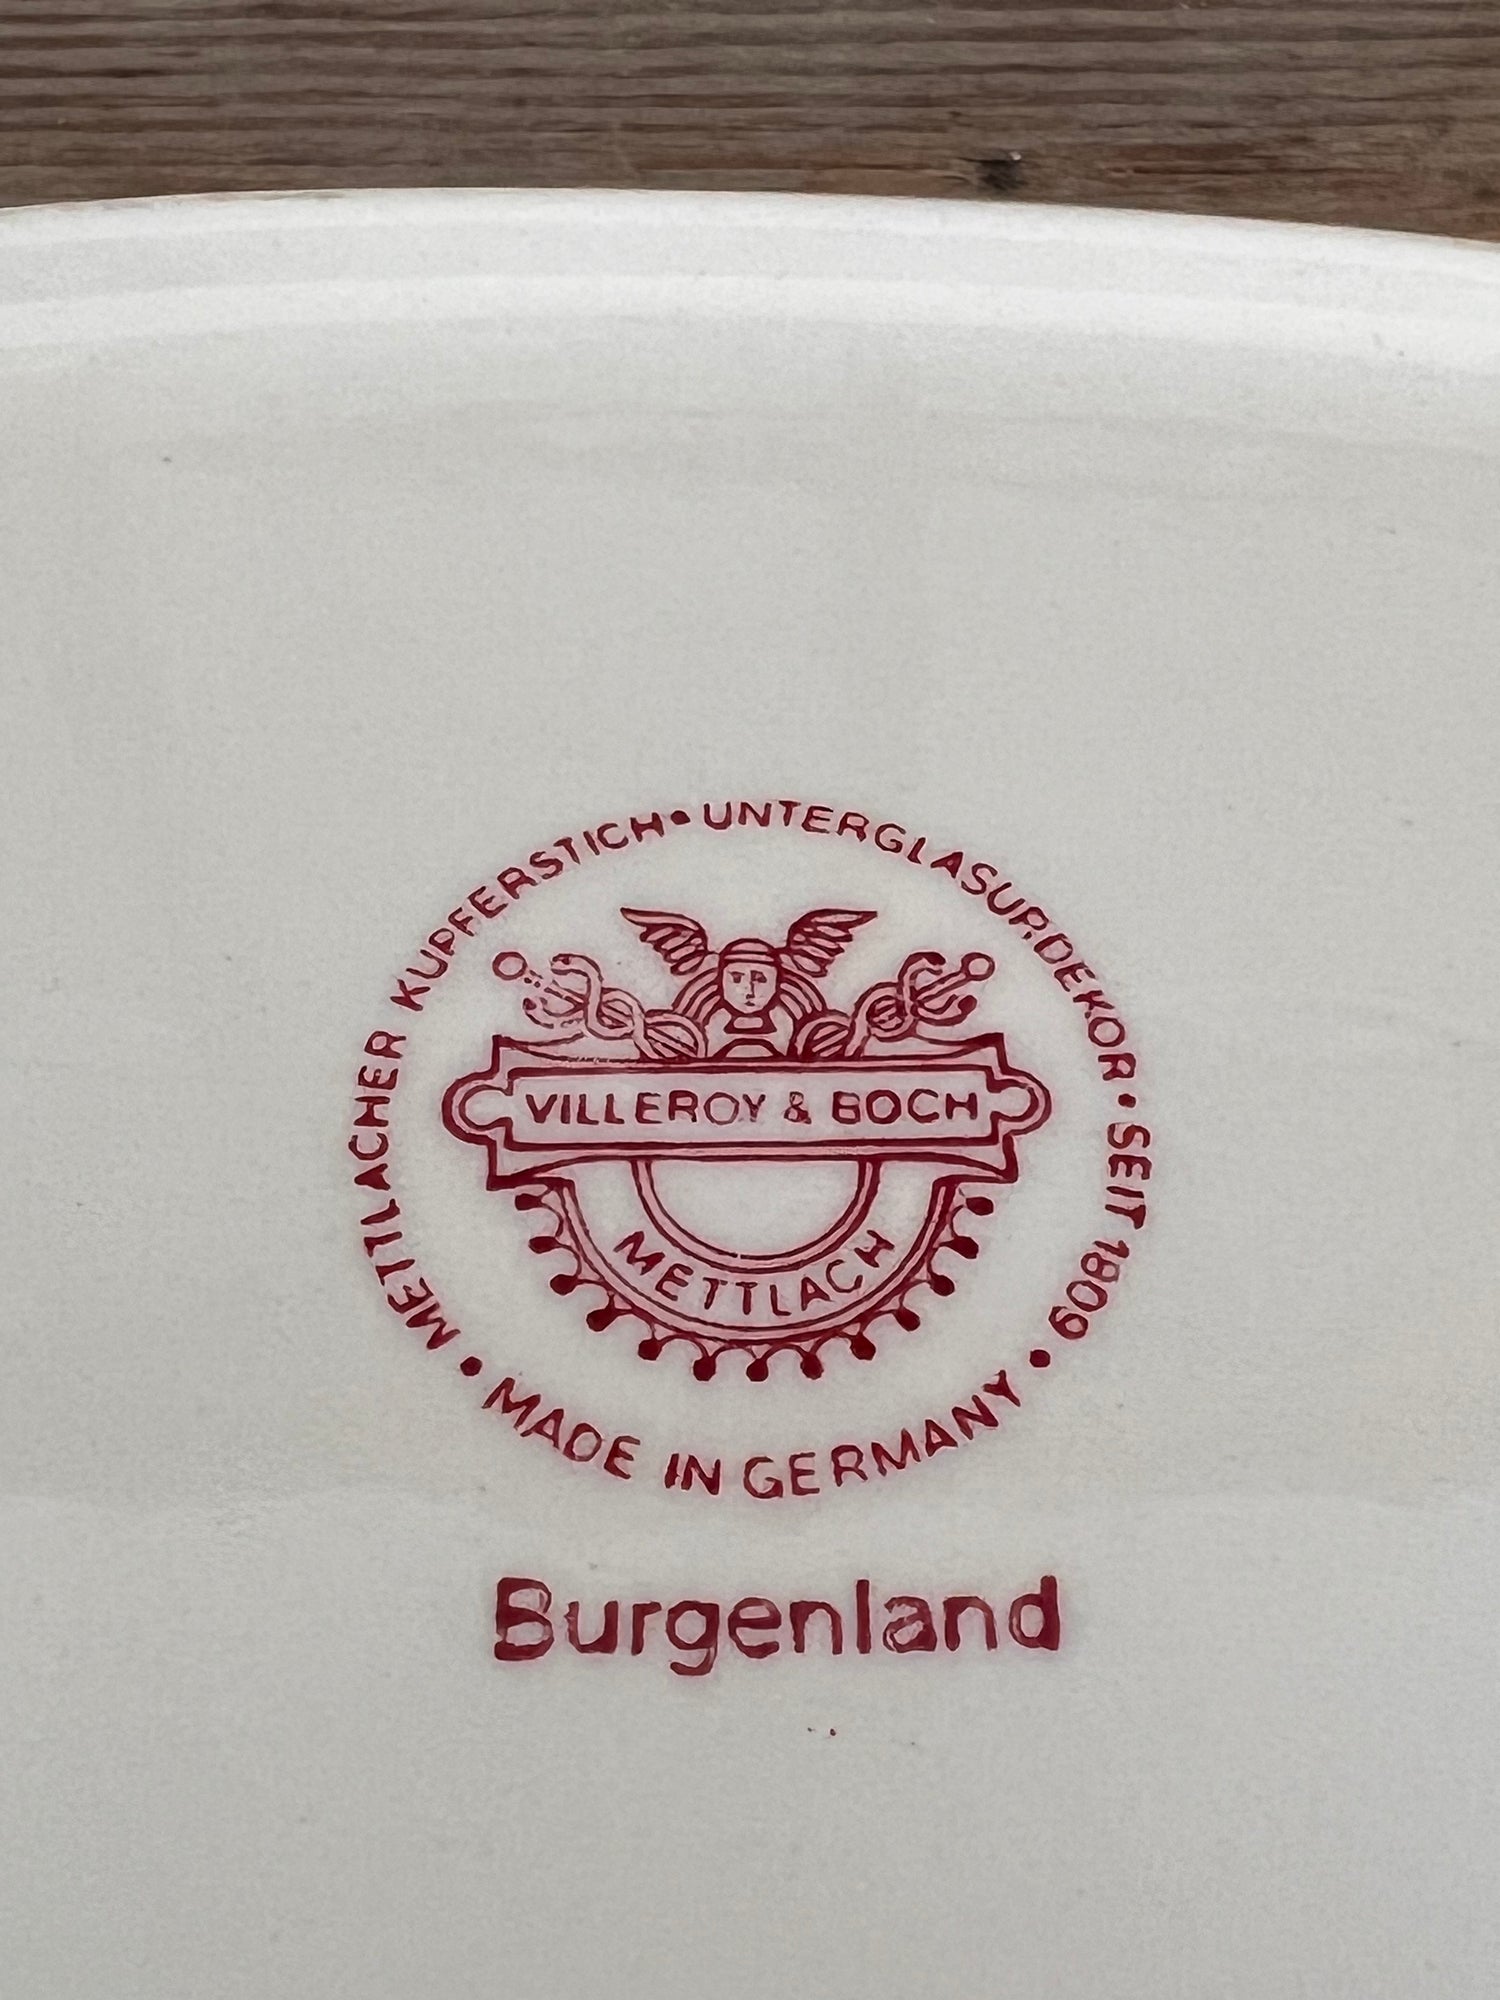 METTLACHER KUPFERSTICH • UNTERGLASURDEKOR • SEIT 1809 •
VILLEROY & BOCH
METTLACH
MADE IN GERMANY •
Burgenland